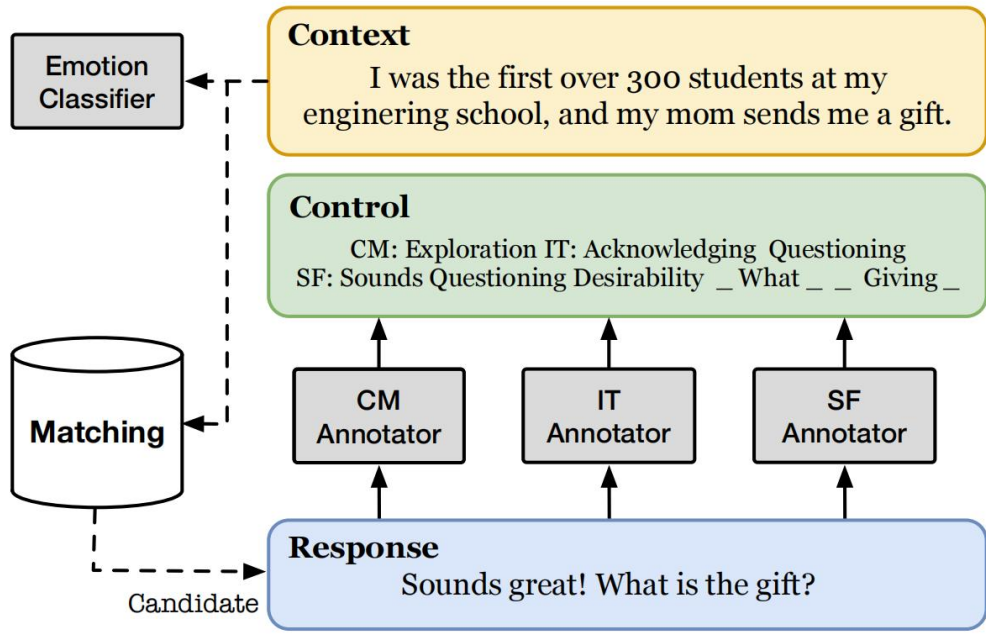 Emotion
Classifier
Context
I was the first over 300 students at my
enginering school, and my mom sends me a gift.
Control
CM: Exploration IT: Acknowledging Questioning
SF: Sounds Questioning Desirability _ What _ _ Giving _
Matching
CM
Annotator
IT
Annotator
SF
Annotator
Response
Sounds great! What is the gift?
Candidate